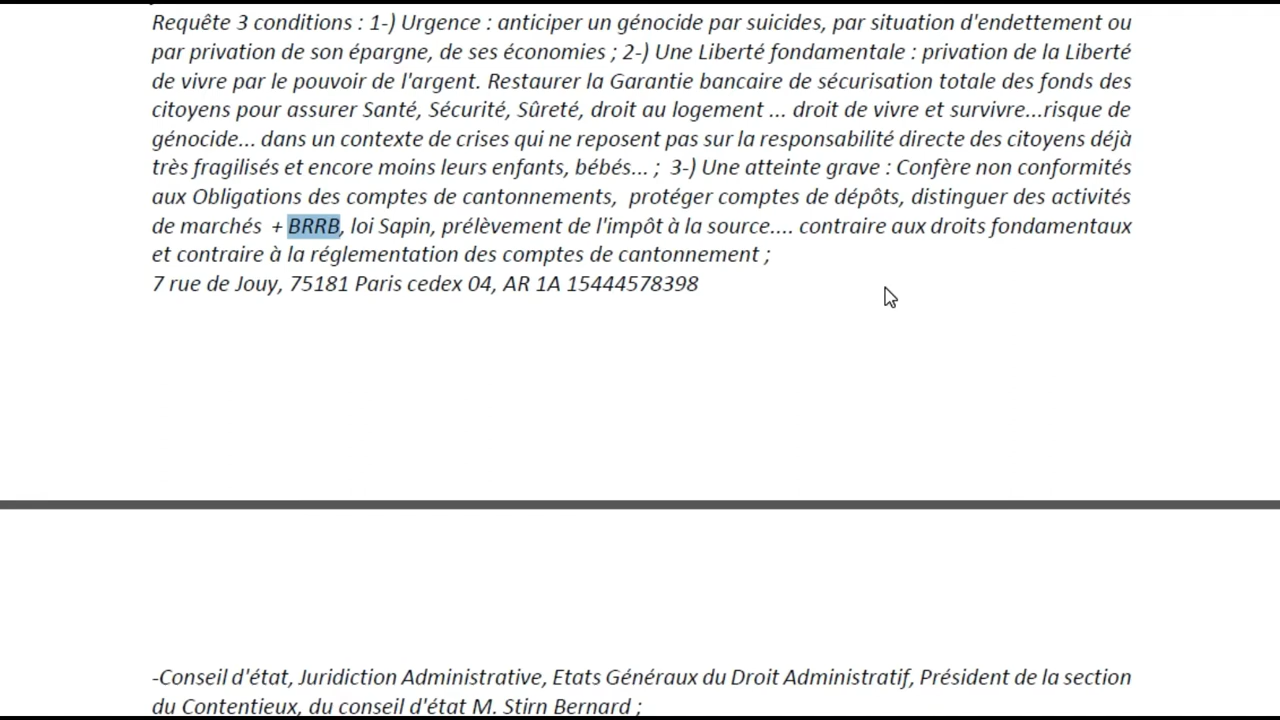 Requête 3 conditions : 1-) Urgence : anticiper un génocide par suicides, par situation d'endettement ou
par privation de son épargne, de ses économies ; 2-) Une Liberté fondamentale : privation de la Liberté
de vivre par le pouvoir de l'argent. Restaurer la Garantie bancaire de sécurisation totale des fonds des
citoyens pour assurer Santé, Sécurité, Sûreté, droit au logement ... droit de vivre et survivre...risque de
génocide... dans un contexte de crises qui ne reposent pas sur la responsabilité directe des citoyens déjà
très fragilisés et encore moins leurs enfants, bébés... ; 3-) Une atteinte grave : Confère non conformités
aux Obligations des comptes de cantonnements, protéger comptes de dépôts, distinguer des activités
de marchés + BRRB, loi Sapin, prélèvement de l'impôt à la source.... contraire aux droits fondamentaux
et contraire à la réglementation des comptes de cantonnement ;
7 rue de Jouy, 75181 Paris cedex 04, AR 1A 15444578398
-Conseil d'état, Juridiction Administrative, Etats Généraux du Droit Administratif, Président de la section
du Contentieux, du conseil d'état M. Stirn Bernard ;